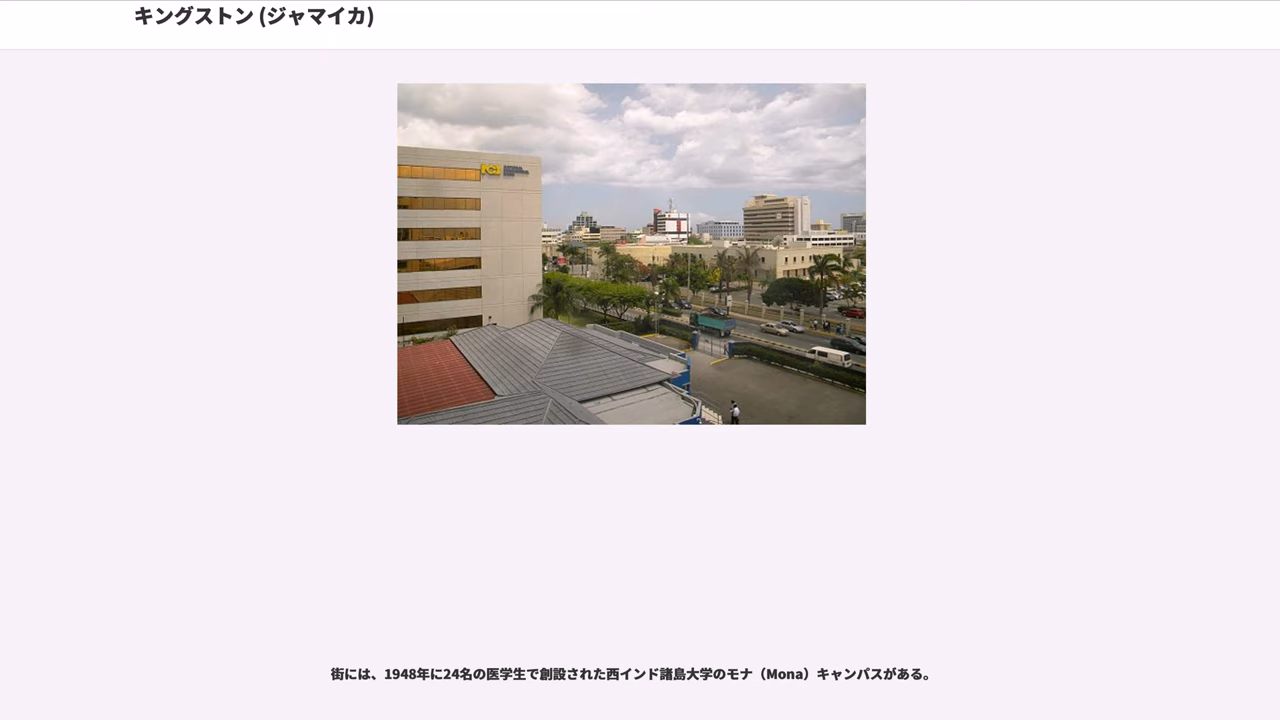 キングストン (ジャマイカ)
街には、1948年に24名の医学生で創設された西インド諸島大学のモナ（Mona）キャンパスがある。